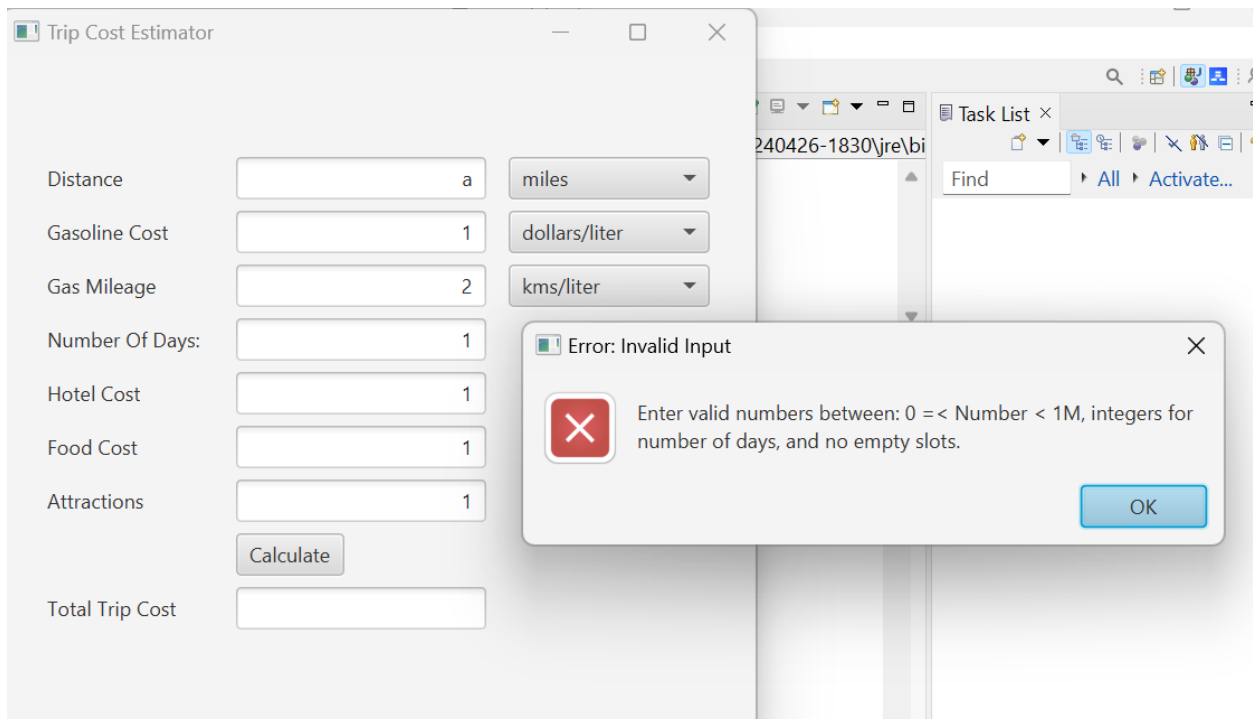 Trip Cost Estimator
240426-1830\jre\bi
Task List
Find All Activate...
Distance a miles
Gasoline Cost 1 dollars/liter
Gas Mileage 2 kms/liter
Number Of Days: 1
Hotel Cost 1
Food Cost 1
Attractions 1
Calculate
Total Trip Cost
Error: Invalid Input
Enter valid numbers between: 0 =< Number < 1M, integers for
number of days, and no empty slots.
OK